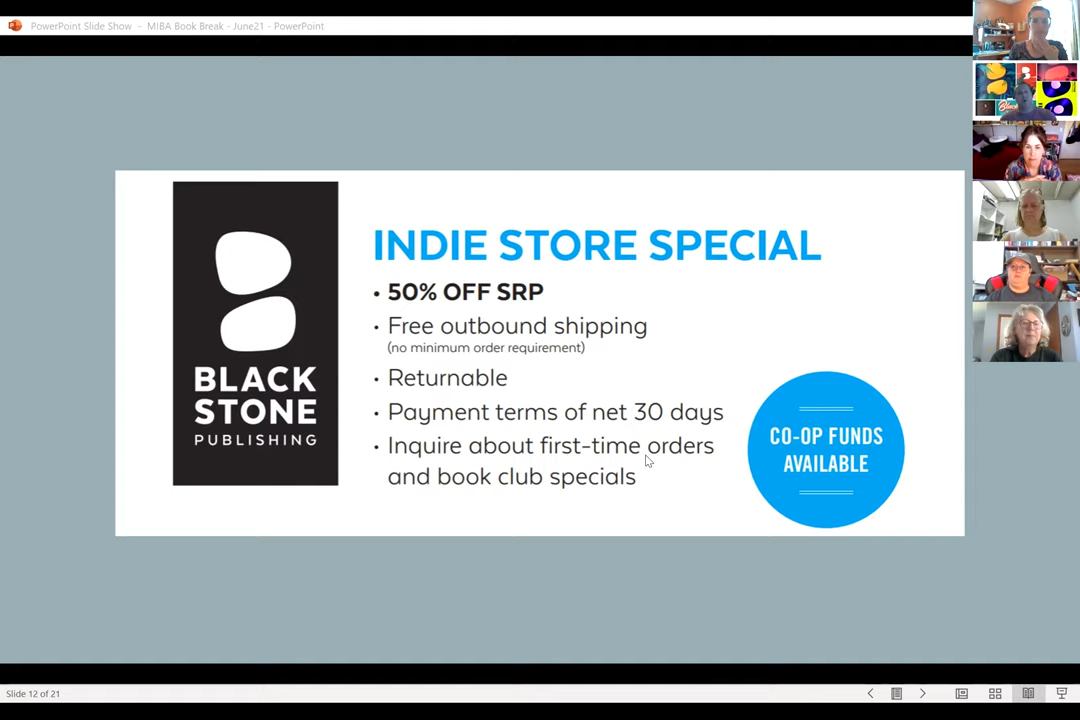 PowerPoint Slide Show - MIBA Book Break - June21 - PowerPoint
BLACK
STONE
PUBLISHING
INDIE STORE SPECIAL
• 50% OFF SRP
• Free outbound shipping
(no minimum order requirement)
• Returnable
• Payment terms of net 30 days
• Inquire about first-time orders
and book club specials
CO-OP FUNDS
AVAILABLE
Slide 12 of 21